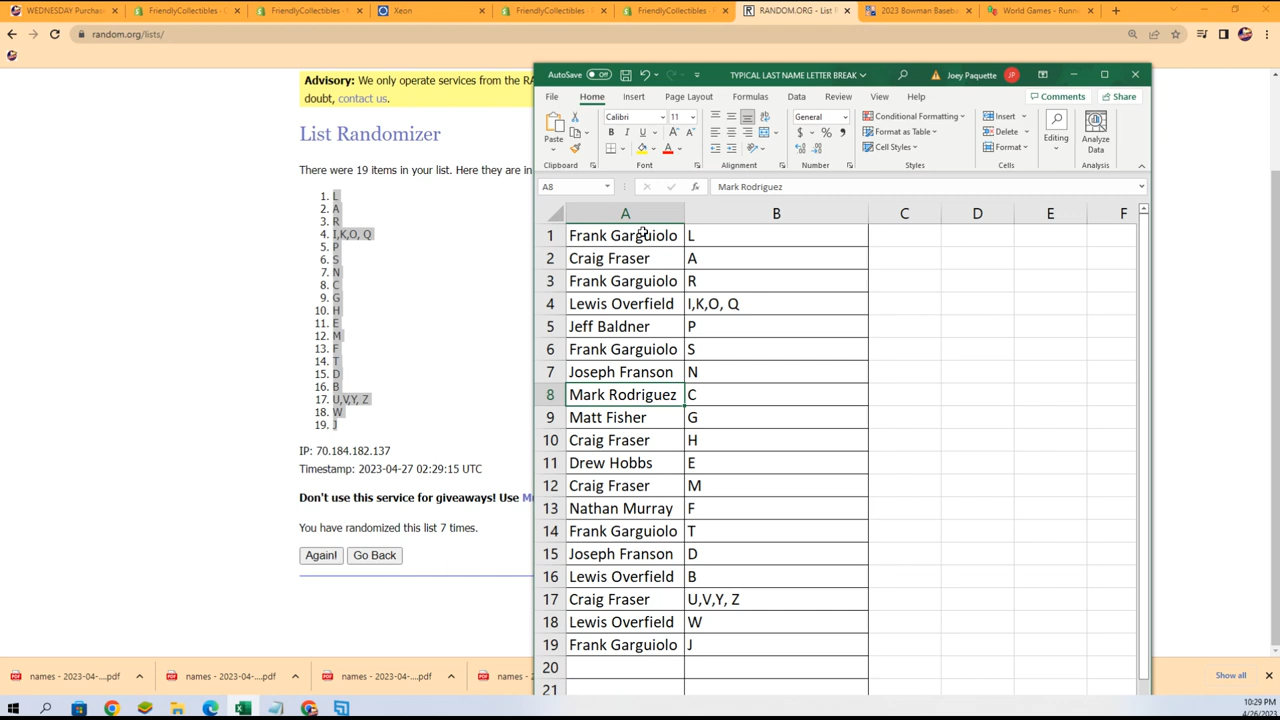 WEDNESDAY Purchas
FriendlyCollectibles - 
FriendlyCollectibles - 
Xeon
FriendlyCollectibles - 
FriendlyCollectibles - 
RANDOM.ORG - List R
2023 Bowman Baseba
World Games - Runn
random.org/lists/
Advisory: We only operate services from the RA
doubt, contact us.
List Randomizer
There were 19 items in your list. Here they are in
1. L
2. A
3. R
4. I,K,O, Q
5. P
6. S
7. N
8. C
9. G
10. H
11. E
12. M
13. F
14. T
15. D
16. B
17. U,V,Y, Z
18. W
19. J
IP: 70.184.182.137
Timestamp: 2023-04-27 02:29:15 UTC
Don't use this service for giveaways! Use
You have randomized this list 7 times.
Again! Go Back
AutoSave Off TYPICAL LAST NAME LETTER BREAK Joey Paquette JP
File Home Insert Page Layout Formulas Data Review View Help Comments Share
Paste Calibri 11 General Conditional Formatting Format as Table Cell Styles Insert Delete Format Editing Analyze Data
Clipboard Font Alignment Number Styles Cells Analysis
A8 fx Mark Rodriguez
A B C D E F
1 Frank Garguiolo L
2 Craig Fraser A
3 Frank Garguiolo R
4 Lewis Overfield I,K,O, Q
5 Jeff Baldner P
6 Frank Garguiolo S
7 Joseph Franson N
8 Mark Rodriguez C
9 Matt Fisher G
10 Craig Fraser H
11 Drew Hobbs E
12 Craig Fraser M
13 Nathan Murray F
14 Frank Garguiolo T
15 Joseph Franson D
16 Lewis Overfield B
17 Craig Fraser U,V,Y, Z
18 Lewis Overfield W
19 Frank Garguiolo J
20
21
names - 2023-04-....pdf
names - 2023-04-....pdf
names - 2023-04-....pdf
names - 2023-0
Show all
10:29 PM
4/26/2023